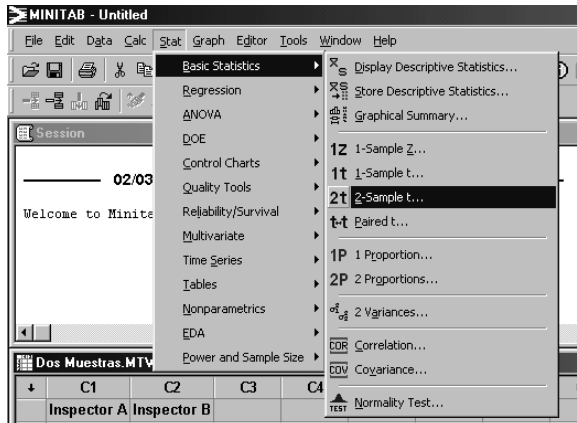 MINITAB - Untitled
File Edit Data Calc Stat Graph Editor Tools Window Help
Basic Statistics
Regression
ANOVA
DOE
Control Charts
Quality Tools
Reliability/Survival
Multivariate
Time Series
Tables
Nonparametrics
EDA
Power and Sample Size
Display Descriptive Statistics...
Store Descriptive Statistics...
Graphical Summary...
1Z 1-Sample Z...
1t 1-Sample t...
2t 2-Sample t...
t-t Paired t...
1P 1 Proportion...
2P 2 Proportions...
2 Variances...
COR Correlation...
COV Covariance...
TEST Normality Test...
Session
02/03
Welcome to Minita
Dos Muestras.MTW
C1 C2 C3 C4
Inspector A Inspector B